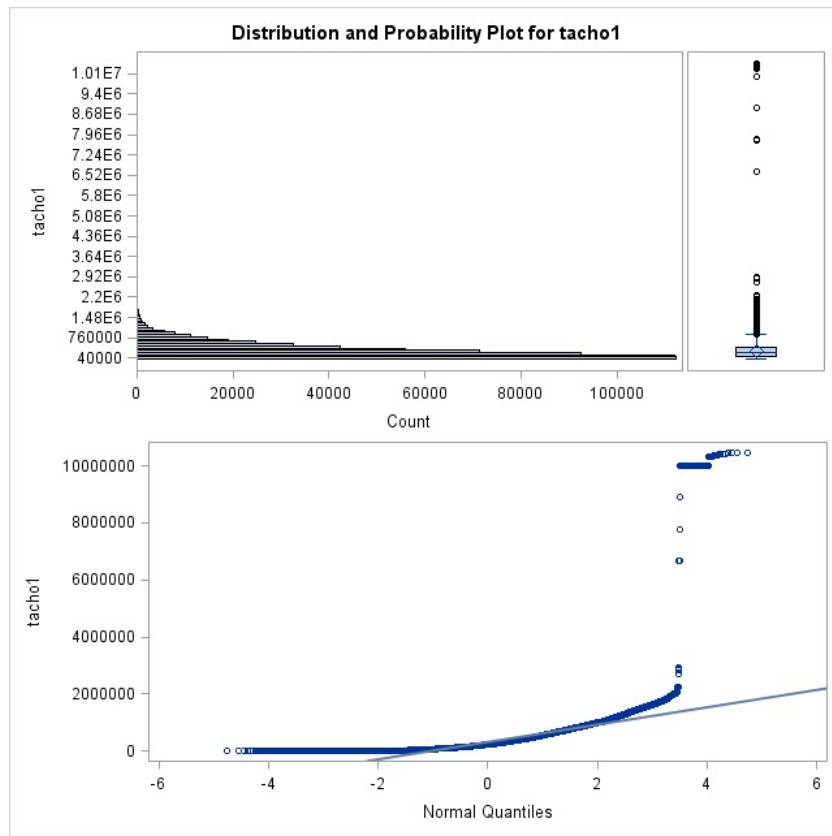 Distribution and Probability Plot for tacho1
1.01E7
9.4E6
8.68E6
7.96E6
7.24E6
6.52E6
5.8E6
5.08E6
4.36E6
3.64E6
2.92E6
2.2E6
1.48E6
760000
40000
tacho1
0 20000 40000 60000 80000 100000
Count
10000000
8000000
6000000
4000000
2000000
0
tacho1
-6 -4 -2 0 2 4 6
Normal Quantiles